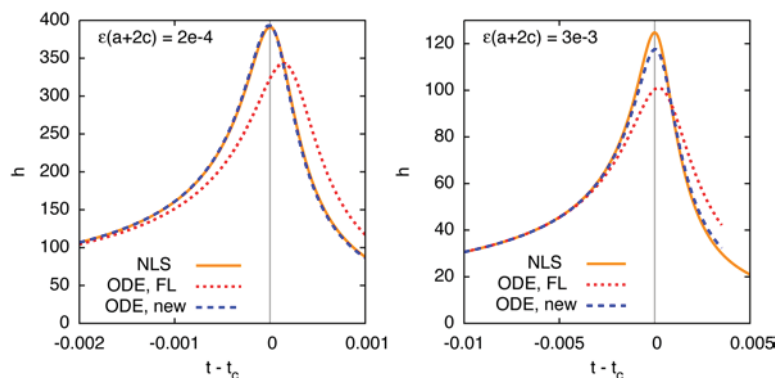 400
350
300
250
200
150
100
50
0
h
ε(a+2c) = 2e-4
NLS
ODE, FL
ODE, new
-0.002
-0.001
0
0.001
t - tc
120
100
80
60
40
20
0
h
ε(a+2c) = 3e-3
NLS
ODE, FL
ODE, new
-0.01
-0.005
0
0.005
t - tc